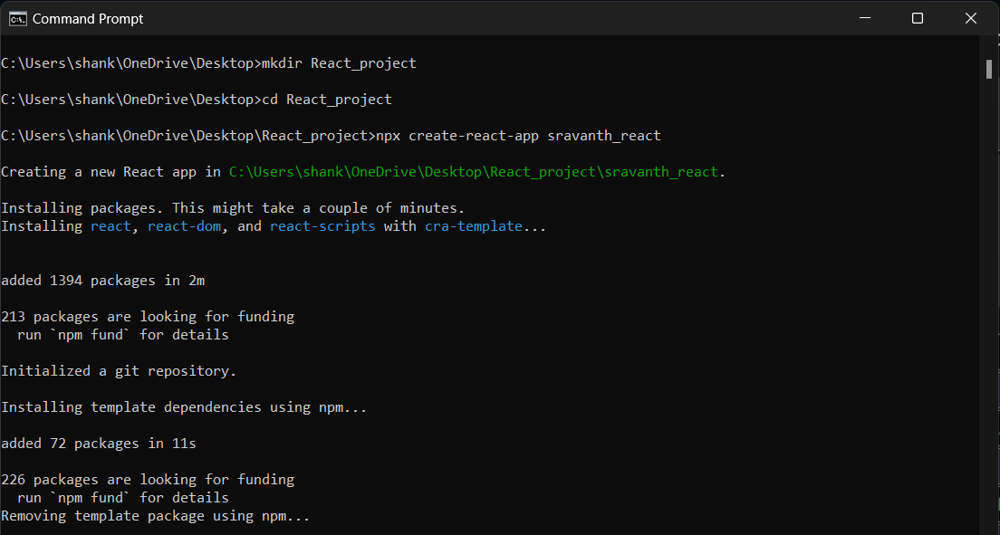 Command Prompt
C:\Users\shank\OneDrive\Desktop>mkdir React_project
C:\Users\shank\OneDrive\Desktop>cd React_project
C:\Users\shank\OneDrive\Desktop\React_project>npx create-react-app sravanth_react
Creating a new React app in C:\Users\shank\OneDrive\Desktop\React_project\sravanth_react.
Installing packages. This might take a couple of minutes.
Installing react, react-dom, and react-scripts with cra-template...
added 1394 packages in 2m
213 packages are looking for funding
  run `npm fund` for details
Initialized a git repository.
Installing template dependencies using npm...
added 72 packages in 11s
226 packages are looking for funding
  run `npm fund` for details
Removing template package using npm...